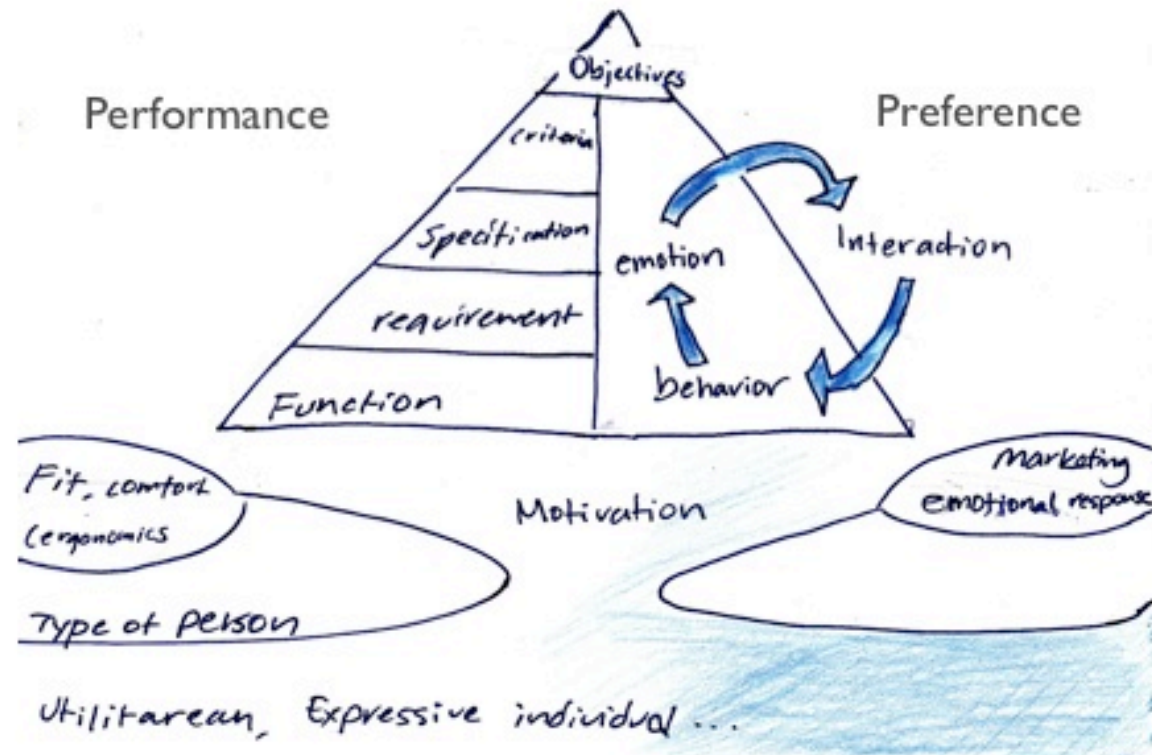 Objectives
Performance
Preference
criteria
Specification
requirement
Function
emotion
Interaction
behavior
Motivation
Fit, comfort
(ergonomics
Type of person
marketing
emotional response
Utilitarean, Expressive individual ...